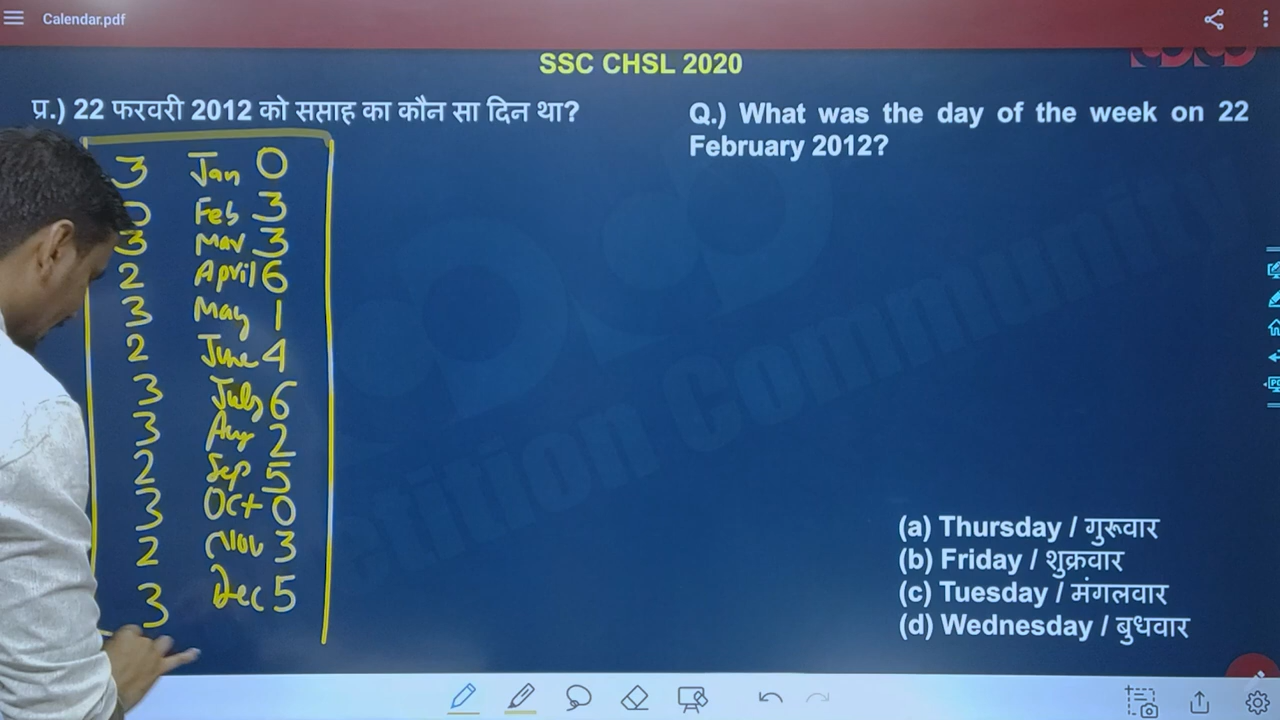 Calendar.pdf
SSC CHSL 2020
प्र.) 22 फरवरी 2012 को सप्ताह का कौन सा दिन था?
Q.) What was the day of the week on 22
February 2012?
3 Jan 0
0 Feb 3
3 Mar 3
2 April 6
3 May 1
2 June 4
3 July 6
3 Aug 2
2 Sep 5
3 Oct 0
2 Nov 3
3 Dec 5
(a) Thursday / गुरूवार
(b) Friday / शुक्रवार
(c) Tuesday / मंगलवार
(d) Wednesday / बुधवार
etition Community